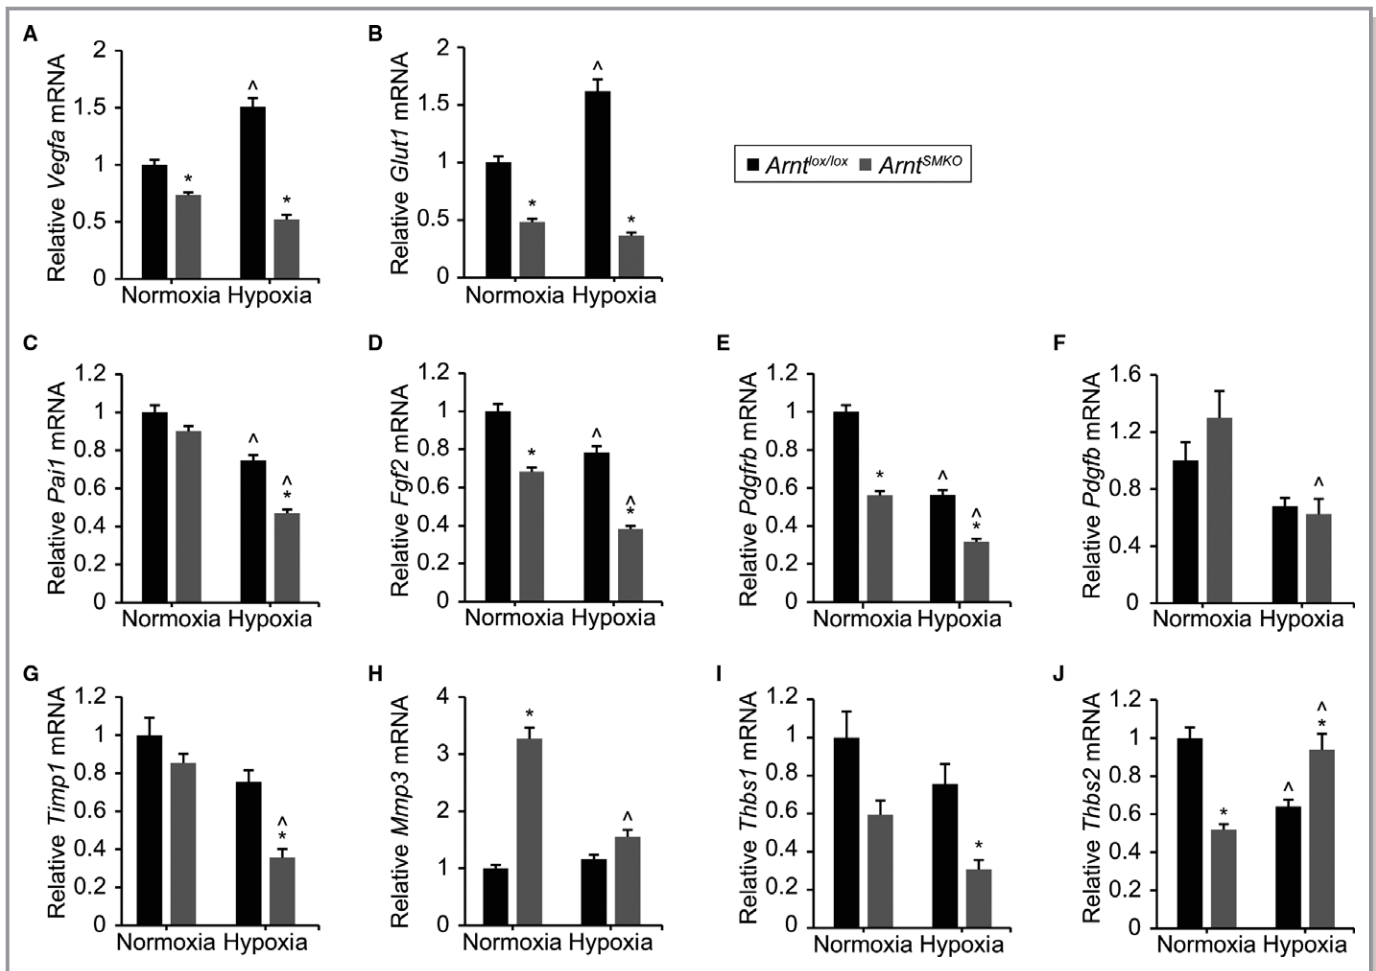 A
Relative Vegfa mRNA
2
1.5
1
0.5
0
^
*
*
Normoxia Hypoxia
B
Relative Glut1 mRNA
2
1.5
1
0.5
0
^
*
*
Normoxia Hypoxia
Arnt^lox/lox Arnt^SMKO
C
Relative Pai1 mRNA
1.2
1
0.8
0.6
0.4
0.2
0
^
^
*
Normoxia Hypoxia
D
Relative Fgf2 mRNA
1.2
1
0.8
0.6
0.4
0.2
0
*
^
^
*
Normoxia Hypoxia
E
Relative Pdgfrb mRNA
1.2
1
0.8
0.6
0.4
0.2
0
*
^
^
*
Normoxia Hypoxia
F
Relative Pdgfb mRNA
1.6
1.2
0.8
0.4
0
^
Normoxia Hypoxia
G
Relative Timp1 mRNA
1.2
1
0.8
0.6
0.4
0.2
0
^
*
Normoxia Hypoxia
H
Relative Mmp3 mRNA
4
3
2
1
0
*
^
Normoxia Hypoxia
I
Relative Thbs1 mRNA
1.2
1
0.8
0.6
0.4
0.2
0
*
Normoxia Hypoxia
J
Relative Thbs2 mRNA
1.2
1
0.8
0.6
0.4
0.2
0
*
^
^
*
Normoxia Hypoxia